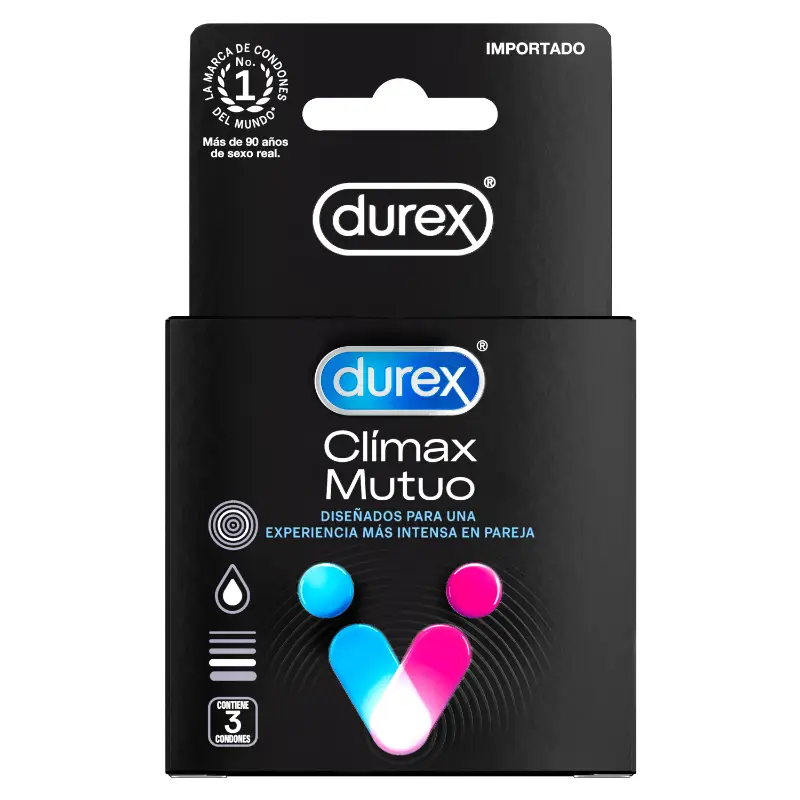 IMPORTADO
LA MARCA DE CONDONES
No.
1
DEL MUNDO*
Más de 90 años
de sexo real.
durex®
durex®
Clímax
Mutuo
DISEÑADOS PARA UNA
EXPERIENCIA MÁS INTENSA EN PAREJA
CONTIENE
3
CONDONES